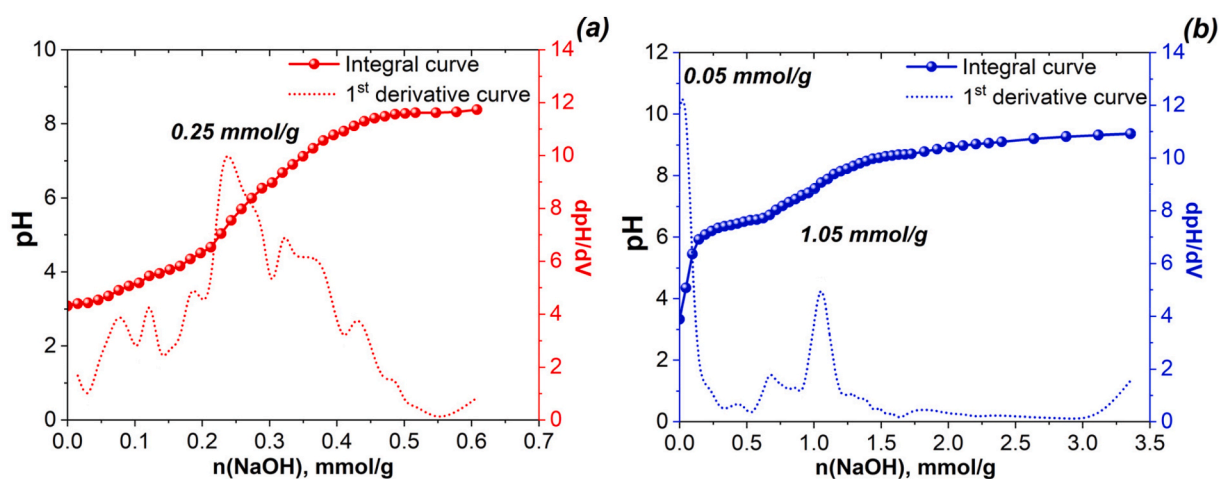 (a)
10
8
6
4
2
0
pH
14
12
10
8
6
4
2
0
dpH/dV
Integral curve
1st derivative curve
0.25 mmol/g
0.0 0.1 0.2 0.3 0.4 0.5 0.6 0.7
n(NaOH), mmol/g
(b)
12
10
8
6
4
2
0
pH
14
12
10
8
6
4
2
0
dpH/dV
0.05 mmol/g
Integral curve
1st derivative curve
1.05 mmol/g
0.0 0.5 1.0 1.5 2.0 2.5 3.0 3.5
n(NaOH), mmol/g